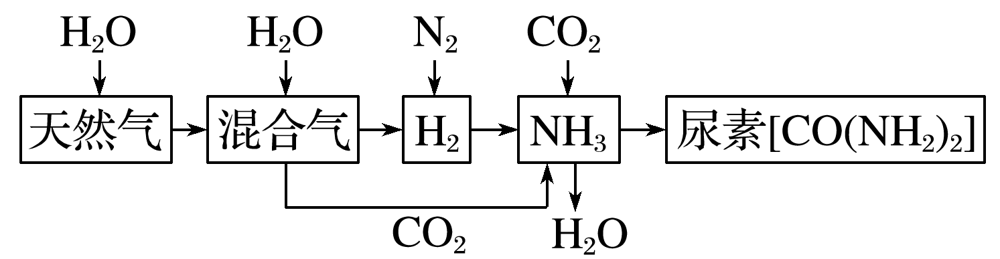 H₂O H₂O N₂ CO₂
天然气 混合气 H₂ NH₃ 尿素[CO(NH₂)₂]
CO₂ H₂O